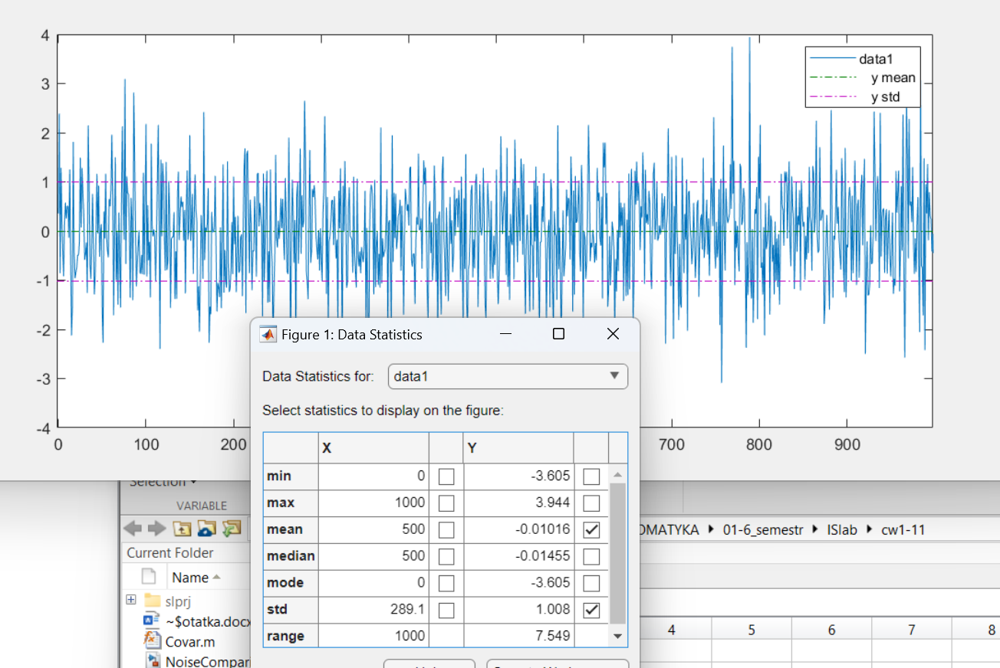 4
3
2
1
0
-1
-2
-3
-4
data1
y mean
y std
0 100 200 700 800 900
Figure 1: Data Statistics
Data Statistics for: data1
Select statistics to display on the figure:
X Y
min 0 -3.605
max 1000 3.944
mean 500 -0.01016
median 500 -0.01455
mode 0 -3.605
std 289.1 1.008
range 1000 7.549
Selection
VARIABLE
OMATYKA 01-6_semestr ISlab cw1-11
Current Folder
Name
slprj
~$otatka.docx
Covar.m
NoiseCompari
4 5 6 7 8